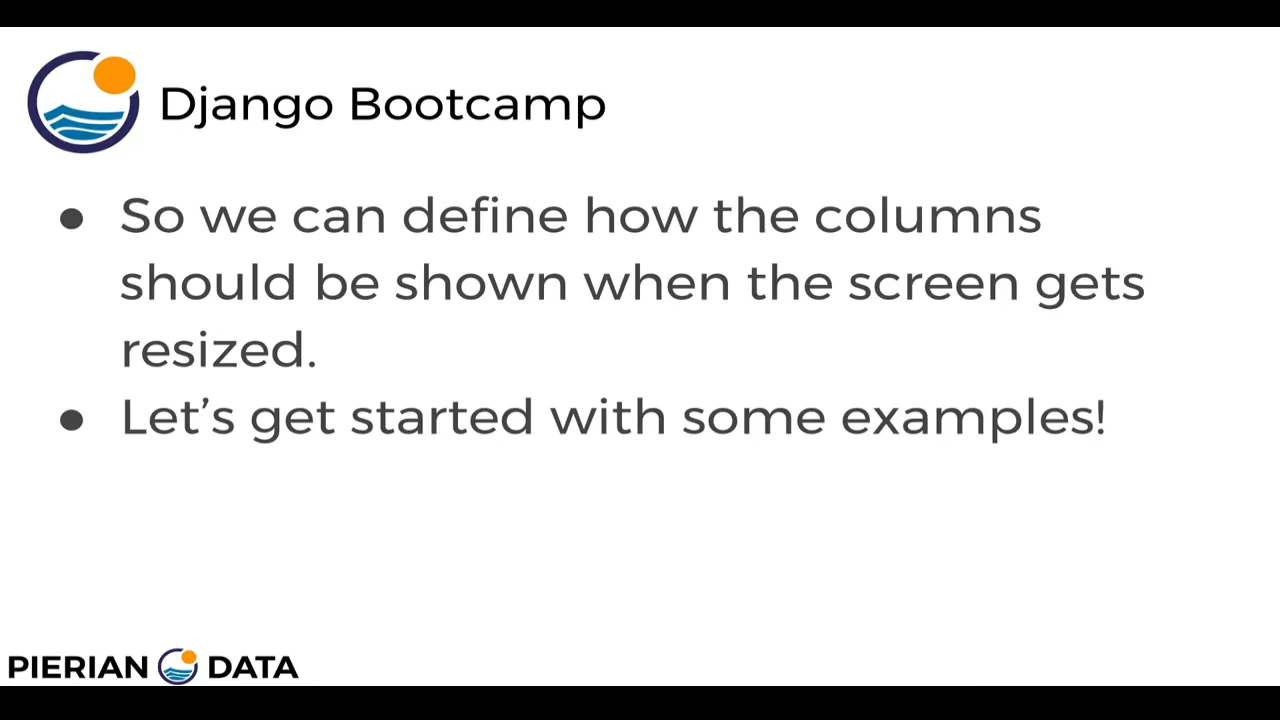 Django Bootcamp
● So we can define how the columns
should be shown when the screen gets
resized.
● Let’s get started with some examples!
PIERIAN DATA